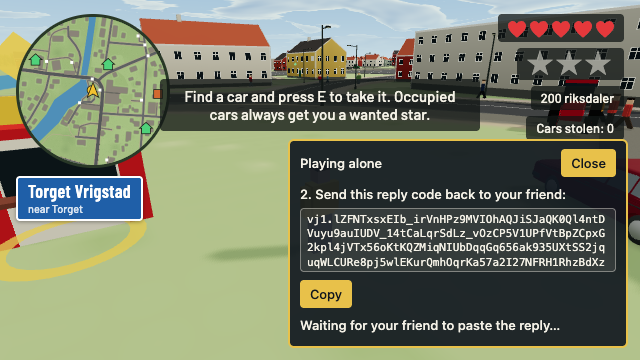 Find a car and press E to take it. Occupied
cars always get you a wanted star.
200 riksdaler
Cars stolen: 0
Torget Vrigstad
near Torget
Playing alone
Close
2. Send this reply code back to your friend:
vj1.lZFNTxsxEIb_irVnHPz9MVIOhAQJiSJaQK0Ql4ntD
Vuyu9auIUDV_14tCaLqrSdLz_vOzCP5V1UPfVtBpZCpxG
2kpl4jVTx56oKtKQZMiqNIUbDqqGq656ak935UXtSS2jq
uqWLCURe8pj5wlEKurQmhOqrKa57a2I27NFRH1RhzBdXz
Copy
Waiting for your friend to paste the reply...